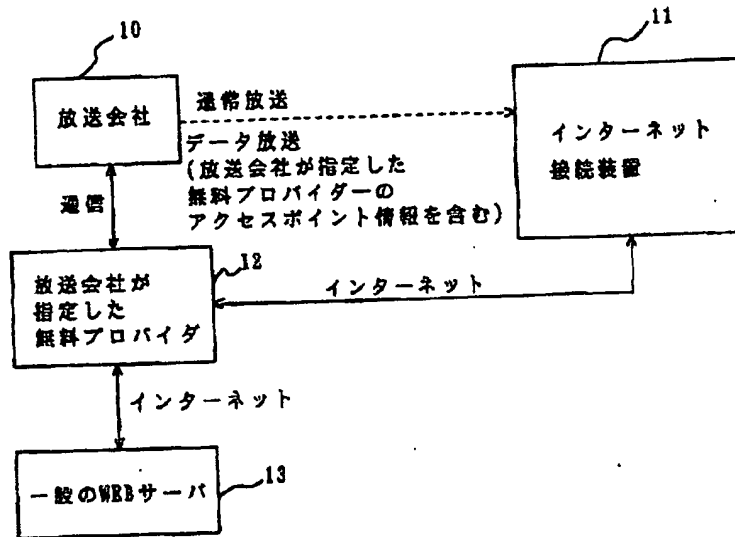 10
11
放送会社
通常放送
データ放送
(放送会社が指定した
無料プロバイダーの
アクセスポイント情報を含む)
インターネット
接続装置
通信
12
放送会社が
指定した
無料プロバイダ
インターネット
インターネット
一般のWEBサーバ
13